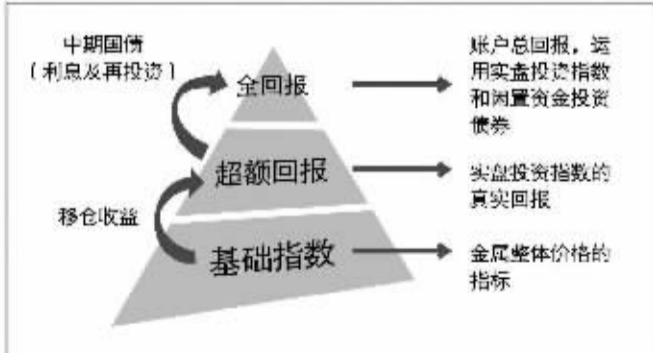 中期国债
（利息及再投资）
全回报
账户总回报，运
用实盘投资指数
和闲置资金投资
债券
超额回报
实盘投资指数的
真实回报
移仓收益
基础指数
金属整体价格的
指标